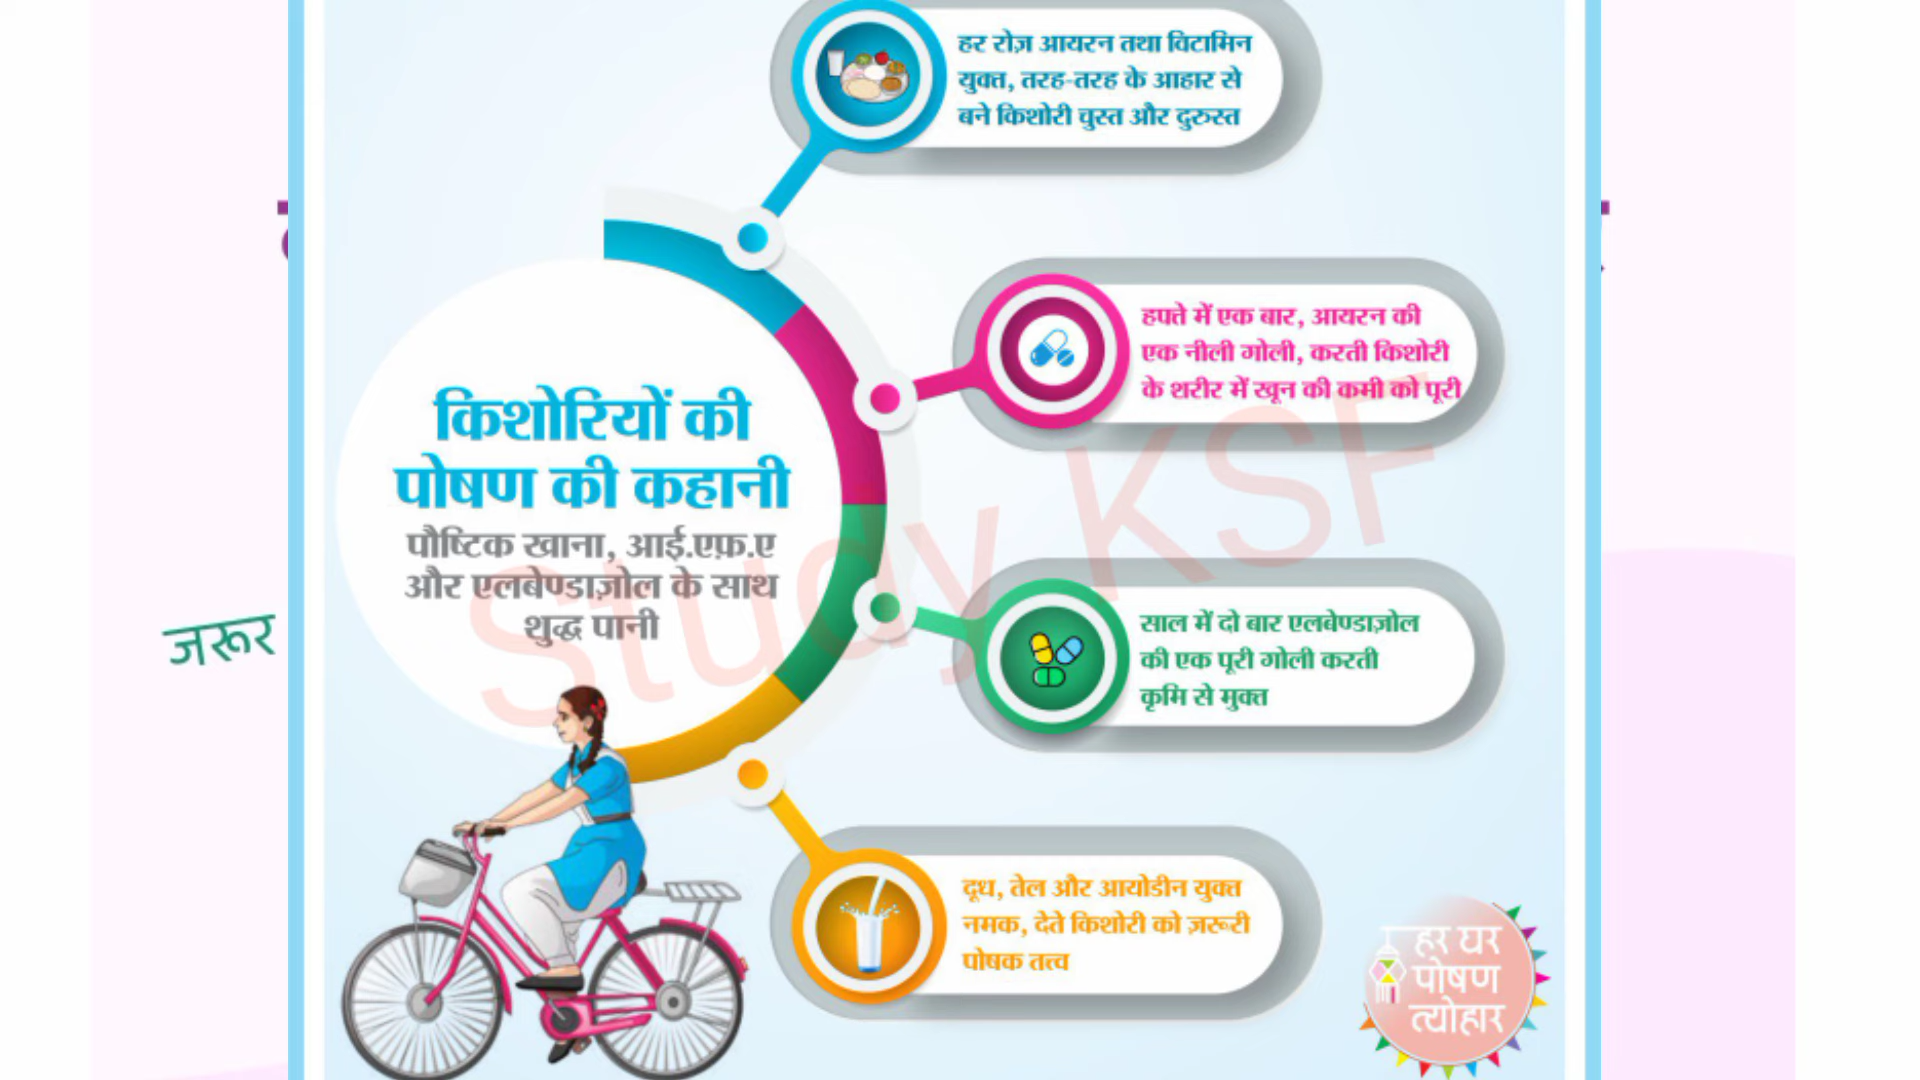 हर रोज़ आयरन तथा विटामिन
युक्त, तरह-तरह के आहार से
बने किशोरी चुस्त और दुरुस्त
हफ्ते में एक बार, आयरन की
एक नीली गोली, करती किशोरी
के शरीर में खून की कमी को पूरी
किशोरियों की
पोषण की कहानी
पौष्टिक खाना, आई.एफ़.ए
और एलबेण्डाज़ोल के साथ
शुद्ध पानी
Study KSF
जरूर
साल में दो बार एलबेण्डाज़ोल
की एक पूरी गोली करती
कृमि से मुक्त
दूध, तेल और आयोडीन युक्त
नमक, देते किशोरी को ज़रूरी
पोषक तत्व
हर घर
पोषण
त्योहार